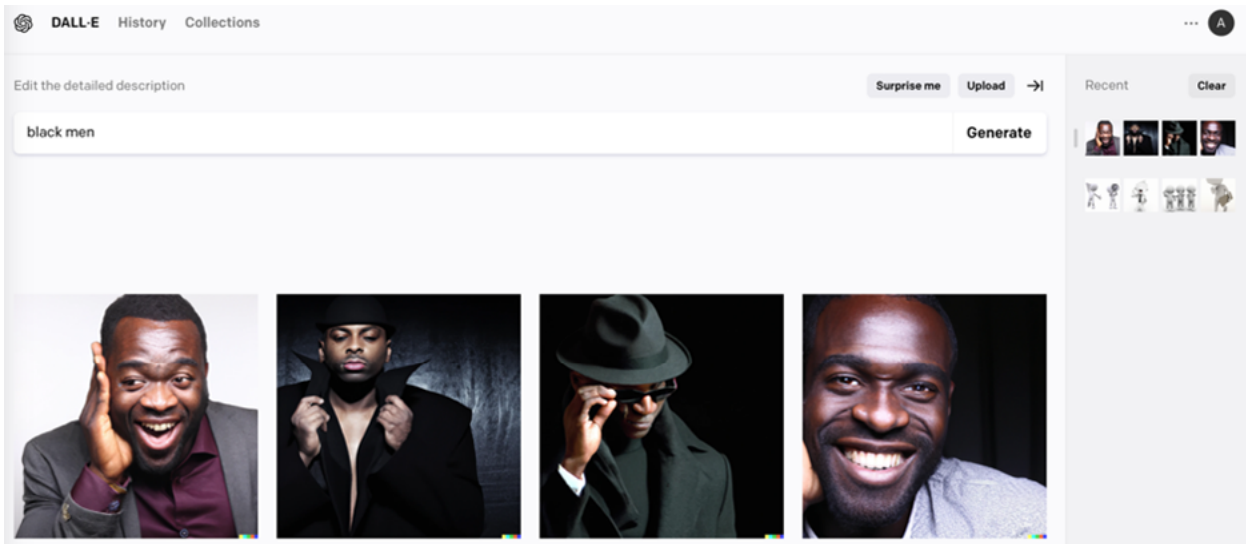 DALL·E History Collections ··· A
Edit the detailed description Surprise me Upload Recent Clear
black men Generate